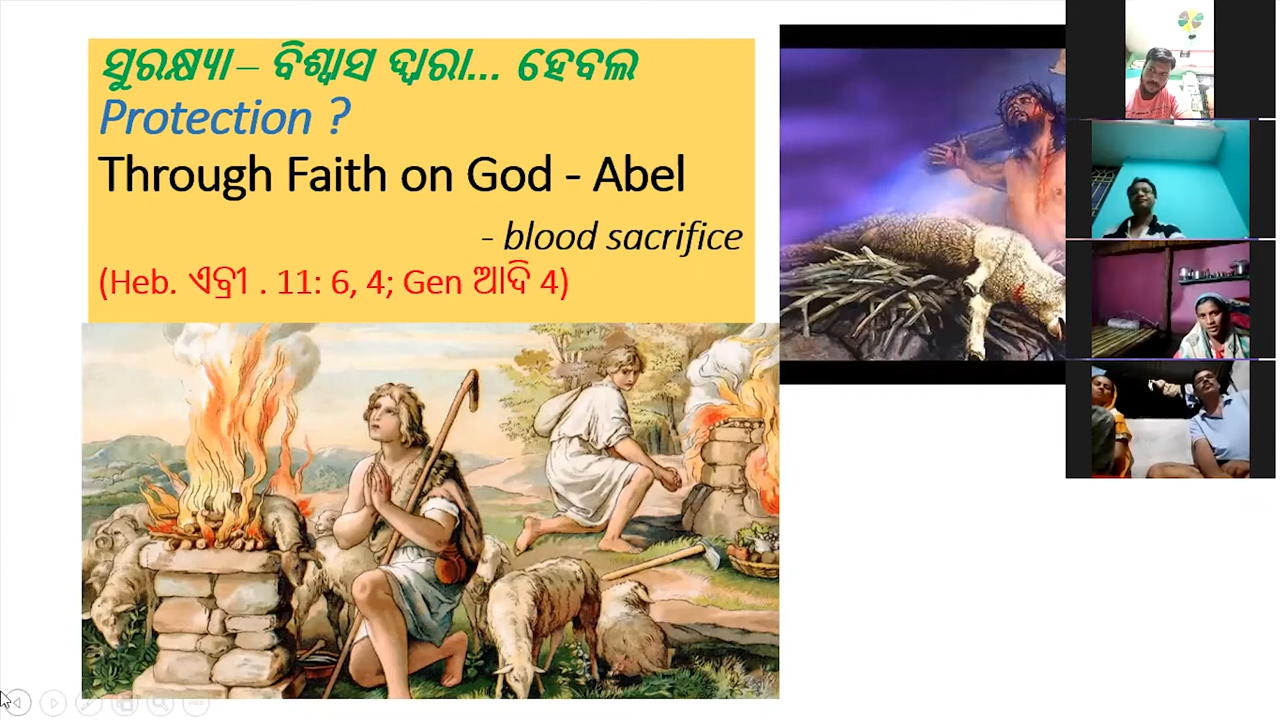 ସୁରକ୍ଷ୍ୟା – ବିଶ୍ଵାସ ଦ୍ଵାରା... ହେବଲ
Protection ?
Through Faith on God - Abel
- blood sacrifice
(Heb. ଏବ୍ରୀ . 11: 6, 4; Gen ଆଦି 4)